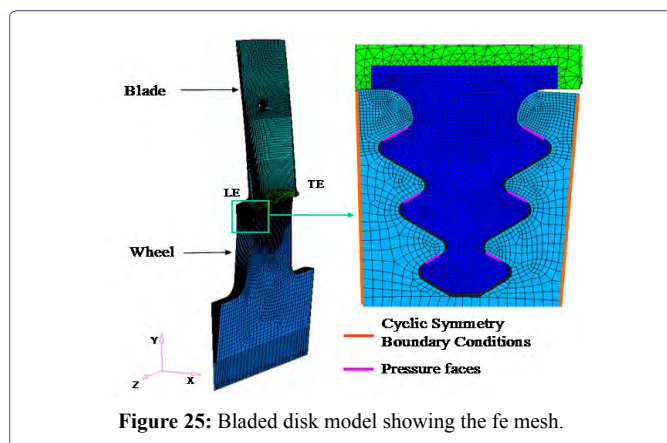 Blade
LE
TE
Wheel
Y
Z
X
Cyclic Symmetry
Boundary Conditions
Pressure faces
Figure 25: Bladed disk model showing the fe mesh.